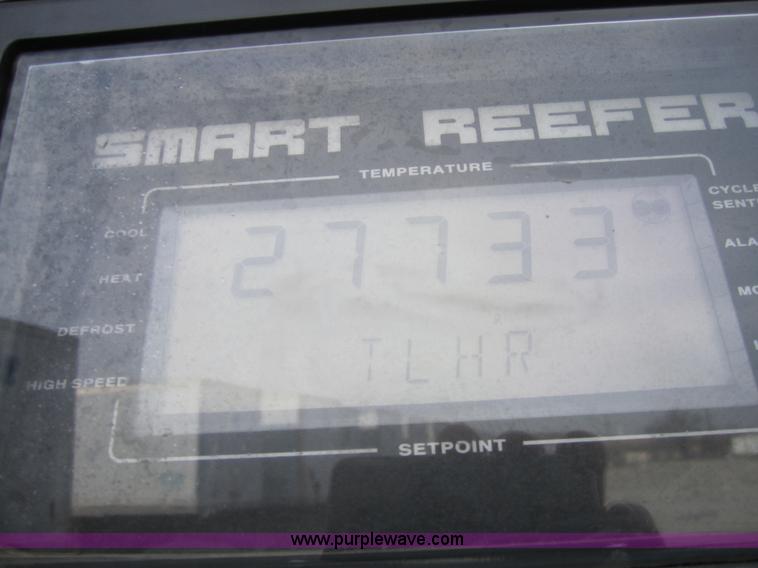 SMART REEFER
TEMPERATURE
CYCLE
SENT
COOL
27733
ALA
HEAT
MO
DEFROST
TLHR
HIGH SPEED
SETPOINT
www.purplewave.com